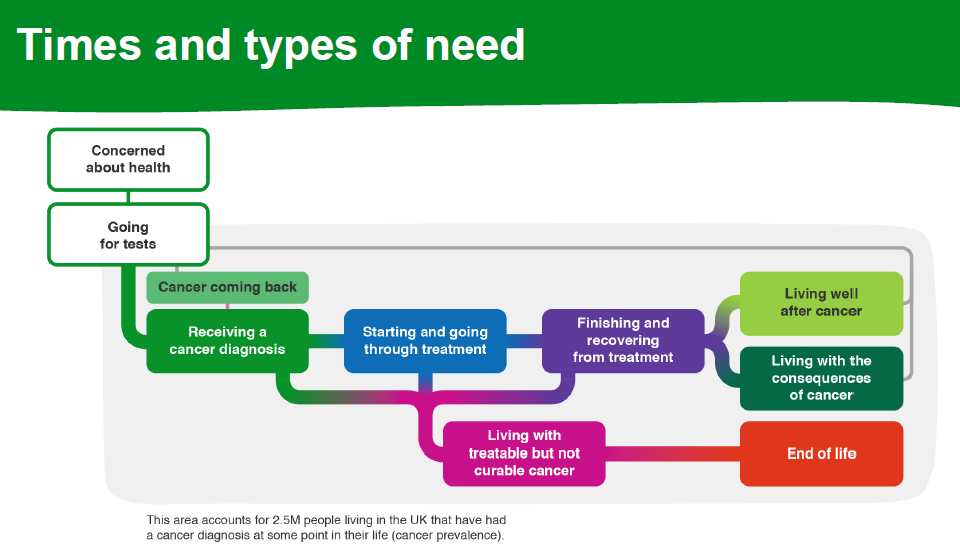 Times and types of need
Concerned
about health
Going
for tests
Cancer coming back
Receiving a
cancer diagnosis
Starting and going
through treatment
Finishing and
recovering
from treatment
Living well
after cancer
Living with the
consequences
of cancer
Living with
treatable but not
curable cancer
End of life
This area accounts for 2.5M people living in the UK that have had
a cancer diagnosis at some point in their life (cancer prevalence).